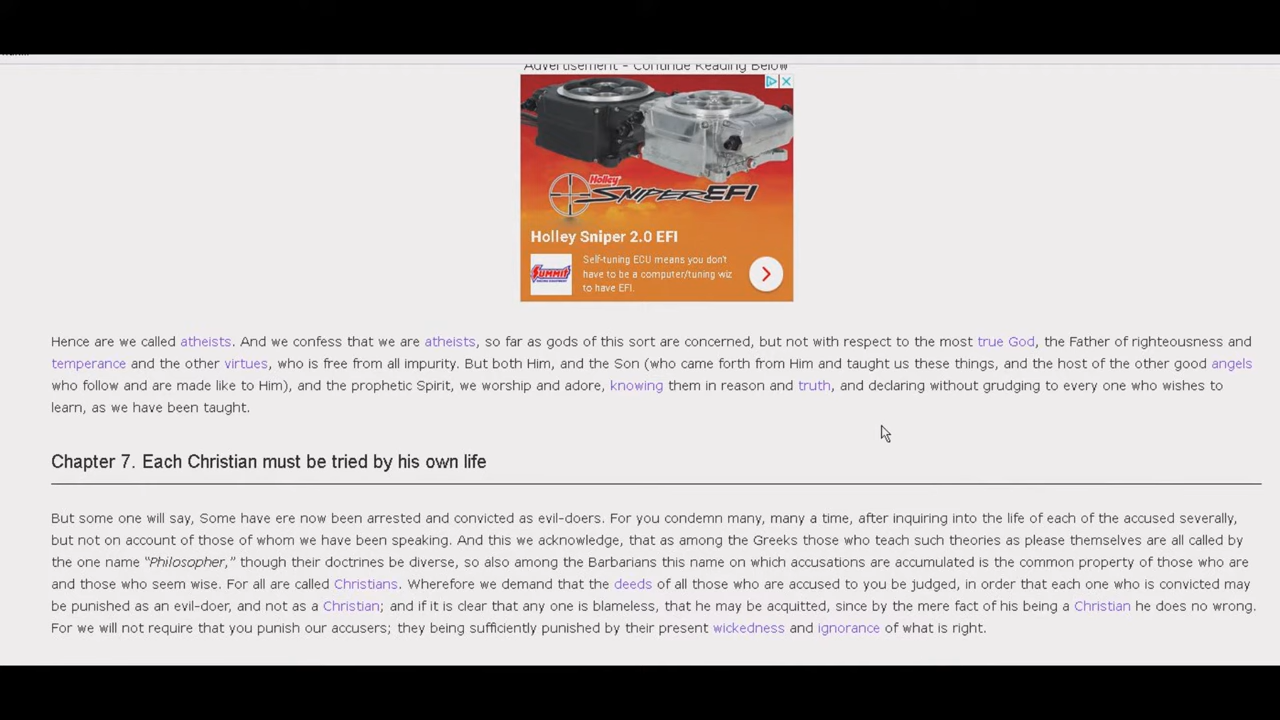 Advertisement - Continue Reading Below
Holley
SNIPER EFI
Holley Sniper 2.0 EFI
SUMMIT
Self-tuning ECU means you don't
have to be a computer/tuning wiz
to have EFI.
Hence are we called atheists. And we confess that we are atheists, so far as gods of this sort are concerned, but not with respect to the most true God, the Father of righteousness and
temperance and the other virtues, who is free from all impurity. But both Him, and the Son (who came forth from Him and taught us these things, and the host of the other good angels
who follow and are made like to Him), and the prophetic Spirit, we worship and adore, knowing them in reason and truth, and declaring without grudging to every one who wishes to
learn, as we have been taught.
Chapter 7. Each Christian must be tried by his own life
But some one will say, Some have ere now been arrested and convicted as evil-doers. For you condemn many, many a time, after inquiring into the life of each of the accused severally,
but not on account of those of whom we have been speaking. And this we acknowledge, that as among the Greeks those who teach such theories as please themselves are all called by
the one name “Philosopher,” though their doctrines be diverse, so also among the Barbarians this name on which accusations are accumulated is the common property of those who are
and those who seem wise. For all are called Christians. Wherefore we demand that the deeds of all those who are accused to you be judged, in order that each one who is convicted may
be punished as an evil-doer, and not as a Christian; and if it is clear that any one is blameless, that he may be acquitted, since by the mere fact of his being a Christian he does no wrong.
For we will not require that you punish our accusers; they being sufficiently punished by their present wickedness and ignorance of what is right.